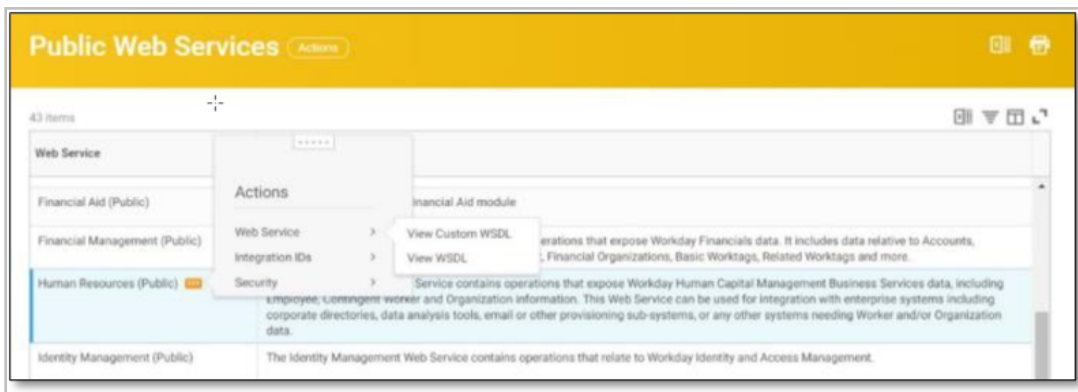 Public Web Services Actions
43 items
Web Service
Financial Aid (Public)
inancial Aid module
Financial Management (Public)
erations that expose Workday Financials data. It includes data relative to Accounts,
, Financial Organizations, Basic Worktags, Related Worktags and more.
Actions
Web Service
View Custom WSDL
Integration IDs
View WSDL
Security
Human Resources (Public)
Service contains operations that expose Workday Human Capital Management Business Services data, including
Employee, Contingent Worker and Organization information. This Web Service can be used for integration with enterprise systems including
corporate directories, data analysis tools, email or other provisioning sub-systems, or any other systems needing Worker and/or Organization
data.
Identity Management (Public)
The Identity Management Web Service contains operations that relate to Workday Identity and Access Management.